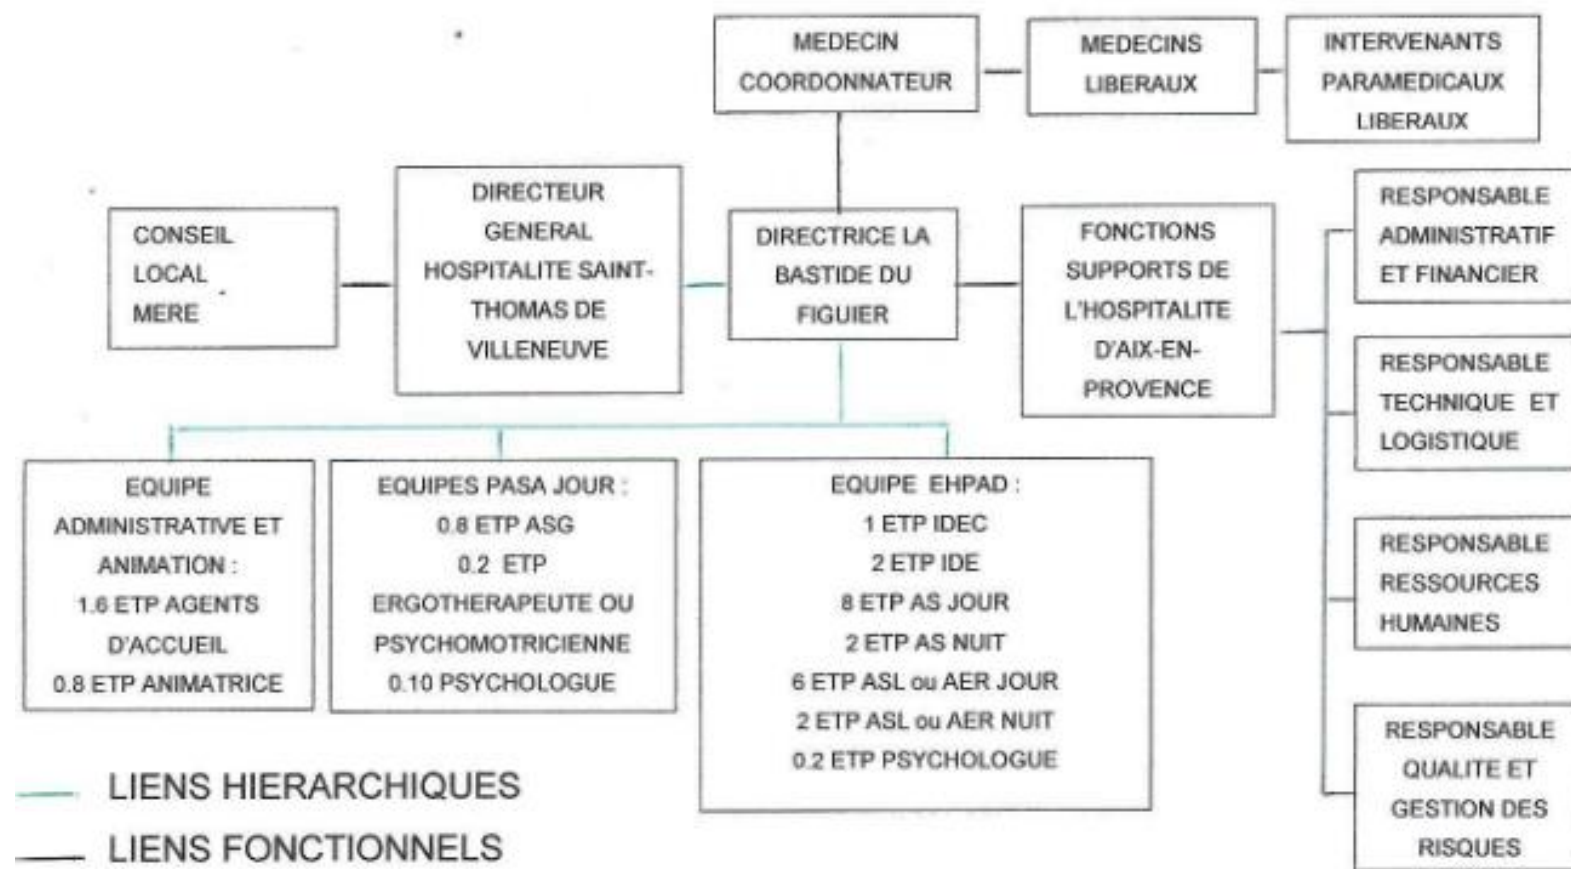 MEDECIN
COORDONNATEUR
MEDECINS
LIBERAUX
INTERVENANTS
PARAMEDICAUX
LIBERAUX
CONSEIL
LOCAL
MERE
DIRECTEUR
GENERAL
HOSPITALITE SAINT-
THOMAS DE
VILLENEUVE
DIRECTRICE LA
BASTIDE DU
FIGUIER
FONCTIONS
SUPPORTS DE
L'HOSPITALITE
D'AIX-EN-
PROVENCE
RESPONSABLE
ADMINISTRATIF
ET FINANCIER
RESPONSABLE
TECHNIQUE ET
LOGISTIQUE
RESPONSABLE
RESSOURCES
HUMAINES
RESPONSABLE
QUALITE ET
GESTION DES
RISQUES
EQUIPE
ADMINISTRATIVE ET
ANIMATION :
1.6 ETP AGENTS
D'ACCUEIL
0.8 ETP ANIMATRICE
EQUIPES PASA JOUR :
0.8 ETP ASG
0.2 ETP
ERGOTHERAPEUTE OU
PSYCHOMOTRICIENNE
0.10 PSYCHOLOGUE
EQUIPE EHPAD :
1 ETP IDEC
2 ETP IDE
8 ETP AS JOUR
2 ETP AS NUIT
6 ETP ASL ou AER JOUR
2 ETP ASL ou AER NUIT
0.2 ETP PSYCHOLOGUE
LIENS HIERARCHIQUES
LIENS FONCTIONNELS